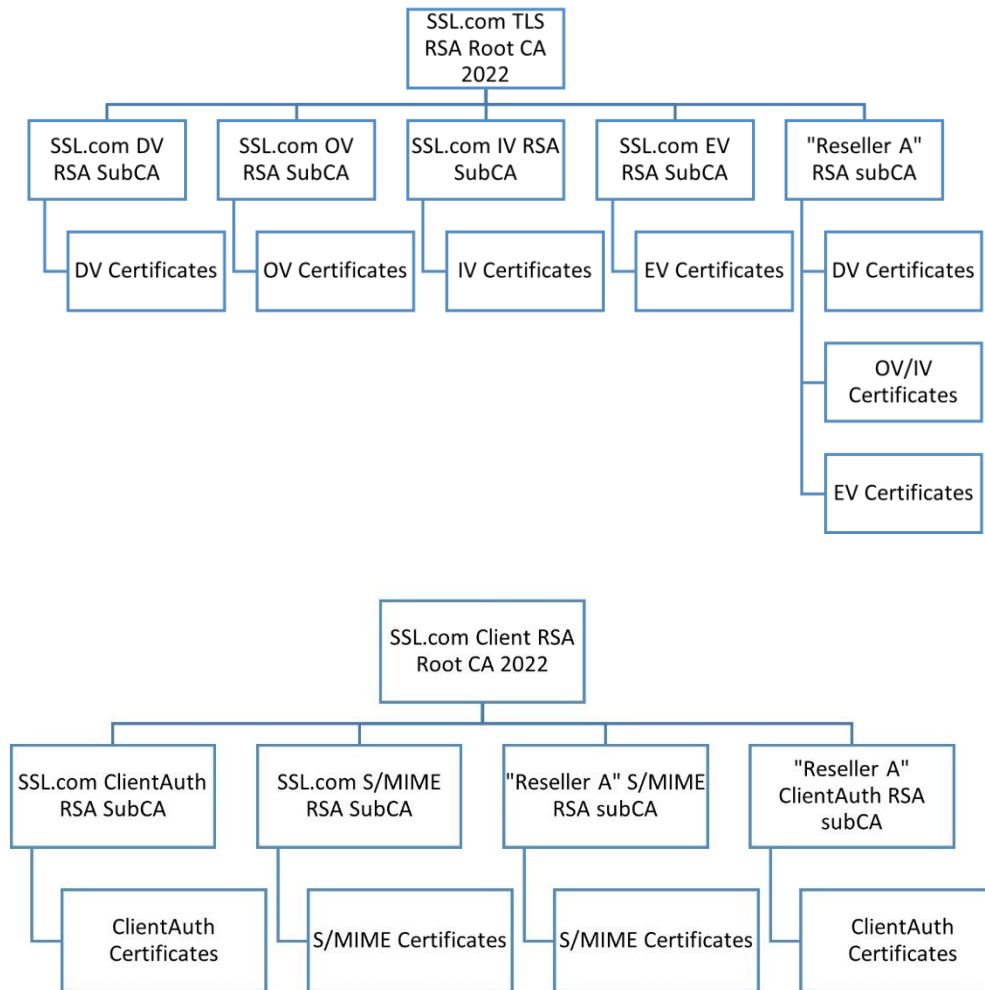 SSL.com TLS
RSA Root CA
2022
SSL.com DV
RSA SubCA
SSL.com OV
RSA SubCA
SSL.com IV RSA
SubCA
SSL.com EV
RSA SubCA
"Reseller A"
RSA subCA
DV Certificates
OV Certificates
IV Certificates
EV Certificates
DV Certificates
OV/IV
Certificates
EV Certificates
SSL.com Client RSA
Root CA 2022
SSL.com ClientAuth
RSA SubCA
SSL.com S/MIME
RSA SubCA
"Reseller A" S/MIME
RSA subCA
"Reseller A"
ClientAuth RSA
subCA
ClientAuth
Certificates
S/MIME Certificates
S/MIME Certificates
ClientAuth
Certificates